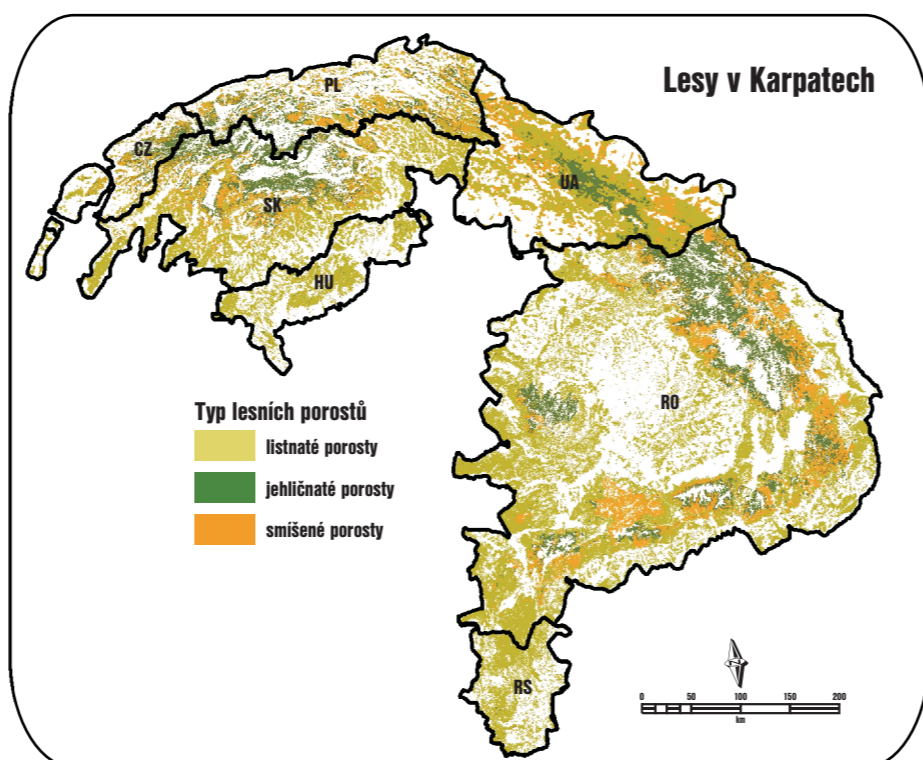 Lesy v Karpatech
PL
CZ
SK
UA
HU
RO
RS
Typ lesních porostů
listnaté porosty
jehličnaté porosty
smíšené porosty
0 50 100 150 200
km